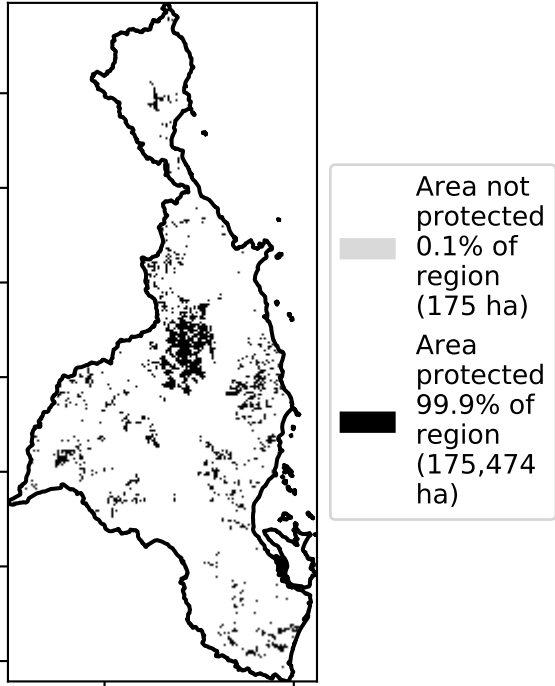 Area not
protected
0.1% of
region
(175 ha)
Area
protected
99.9% of
region
(175,474
ha)